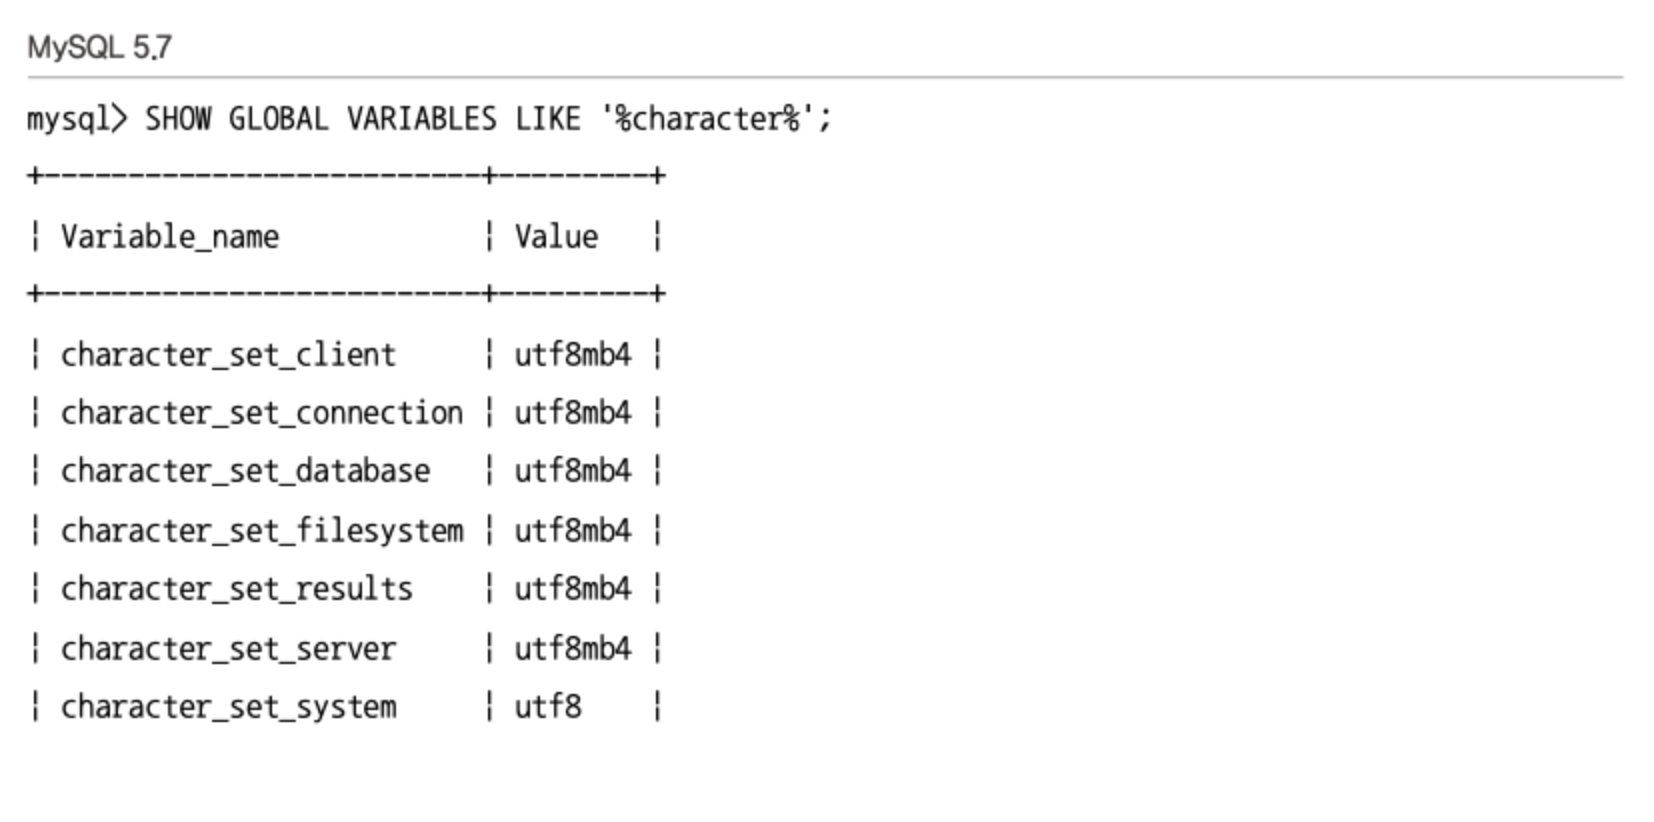 MySQL 5.7
mysql> SHOW GLOBAL VARIABLES LIKE '%character%';
+--------------------------+---------+
¦ Variable_name            ¦ Value   ¦
+--------------------------+---------+
¦ character_set_client     ¦ utf8mb4 ¦
¦ character_set_connection ¦ utf8mb4 ¦
¦ character_set_database   ¦ utf8mb4 ¦
¦ character_set_filesystem ¦ utf8mb4 ¦
¦ character_set_results    ¦ utf8mb4 ¦
¦ character_set_server     ¦ utf8mb4 ¦
¦ character_set_system     ¦ utf8    ¦